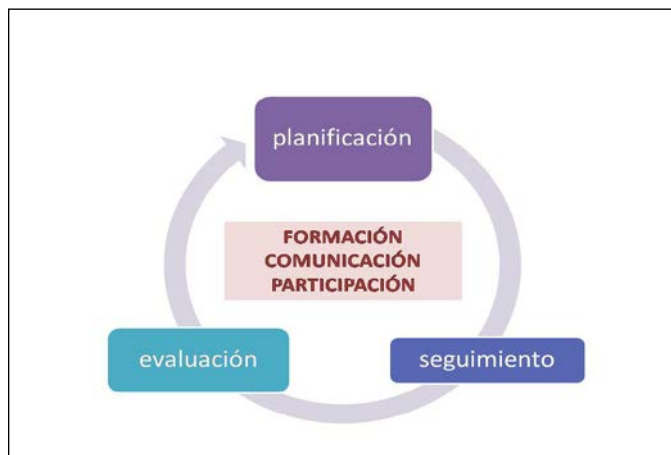 planificación
FORMACIÓN
COMUNICACIÓN
PARTICIPACIÓN
evaluación
seguimiento